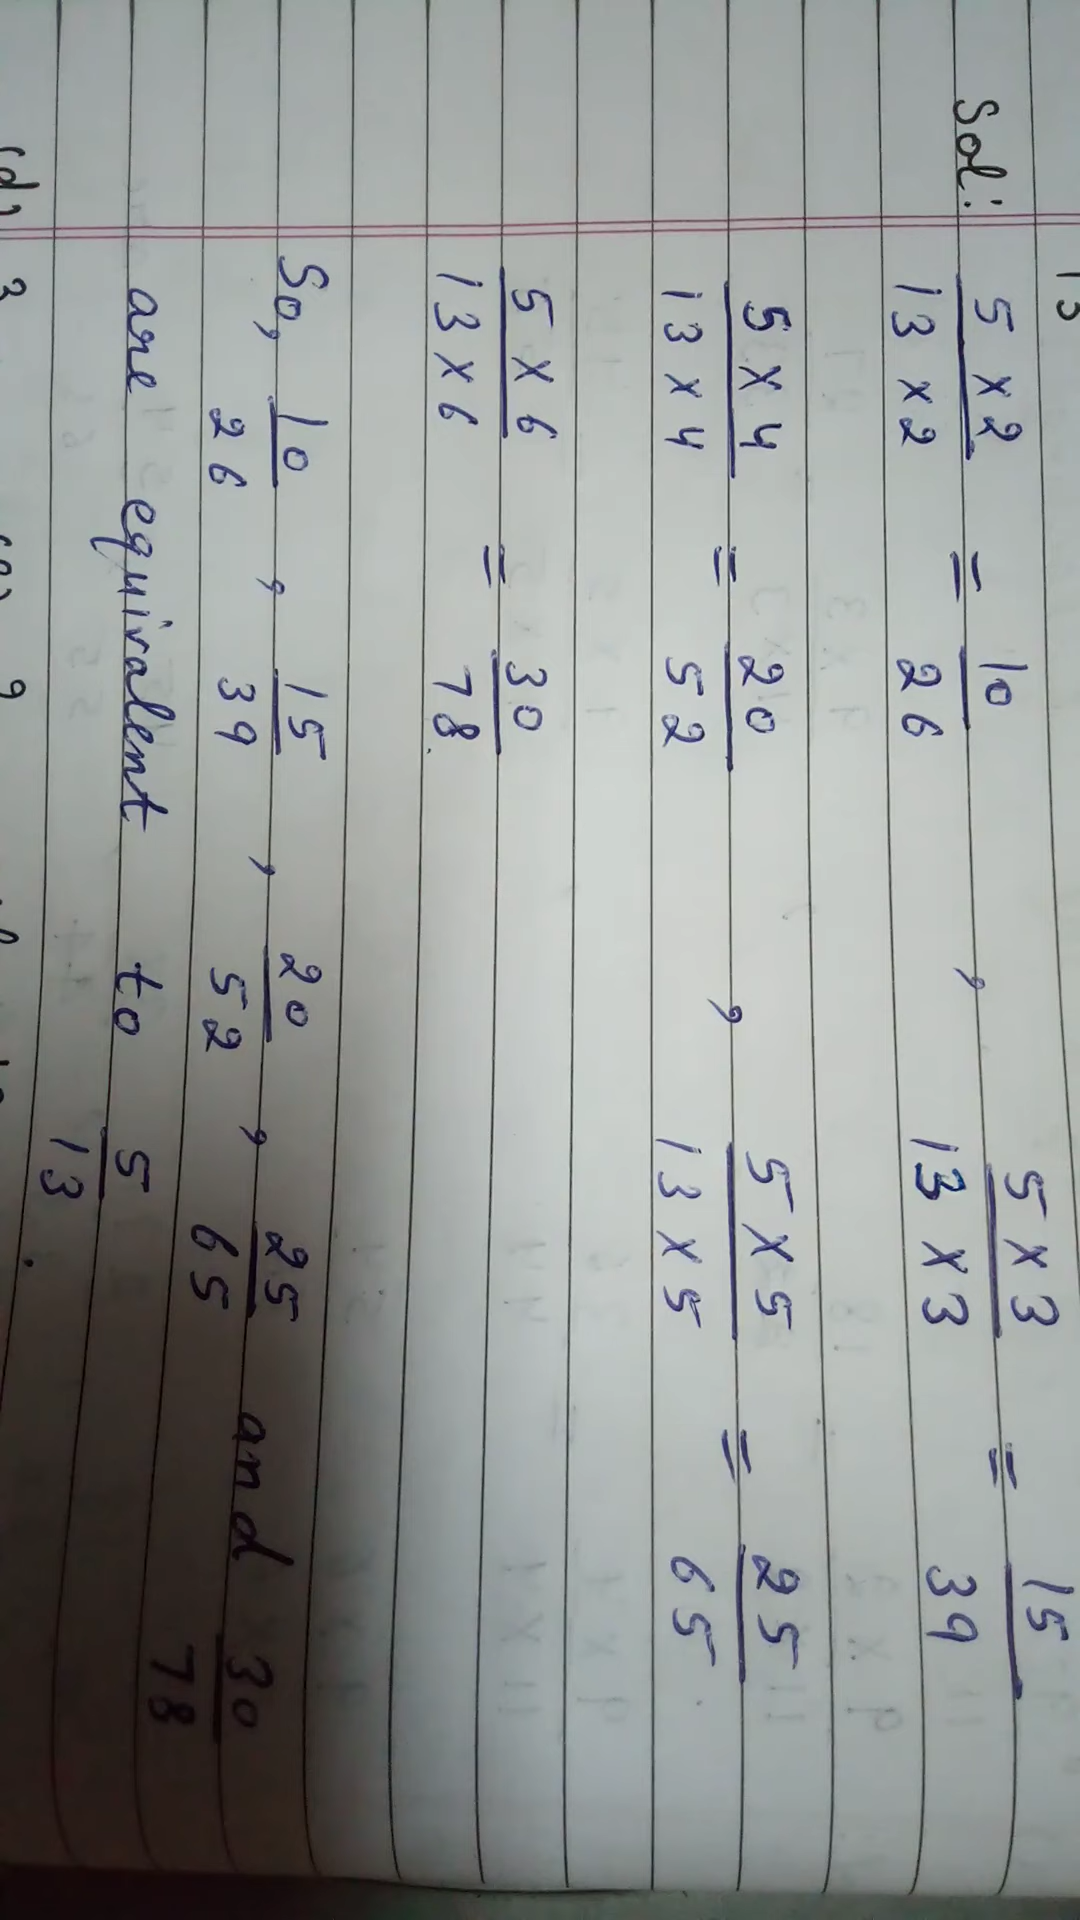 13
Sol: 5 × 2 / 13 × 2 = 10 / 26 , 5 × 3 / 13 × 3 = 15 / 39
5 × 4 / 13 × 4 = 20 / 52 , 5 × 5 / 13 × 5 = 25 / 65
5 × 6 / 13 × 6 = 30 / 78
So, 10 / 26 , 15 / 39 , 20 / 52 , 25 / 65 and 30 / 78
are equivalent to 5 / 13 .
(d) 3